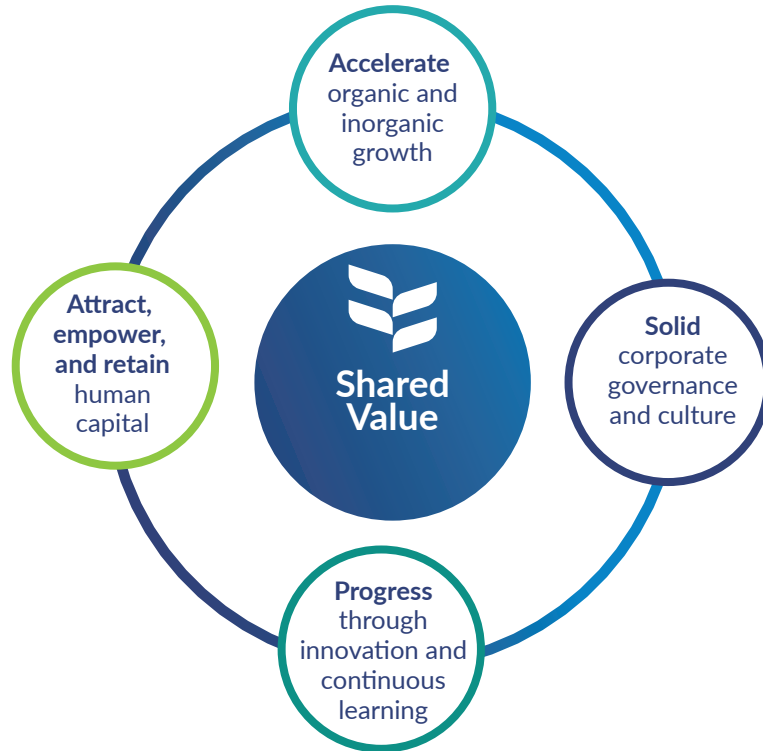 Accelerate
organic and
inorganic
growth
Attract,
empower,
and retain
human
capital
Shared
Value
Solid
corporate
governance
and culture
Progress
through
innovation and
continuous
learning